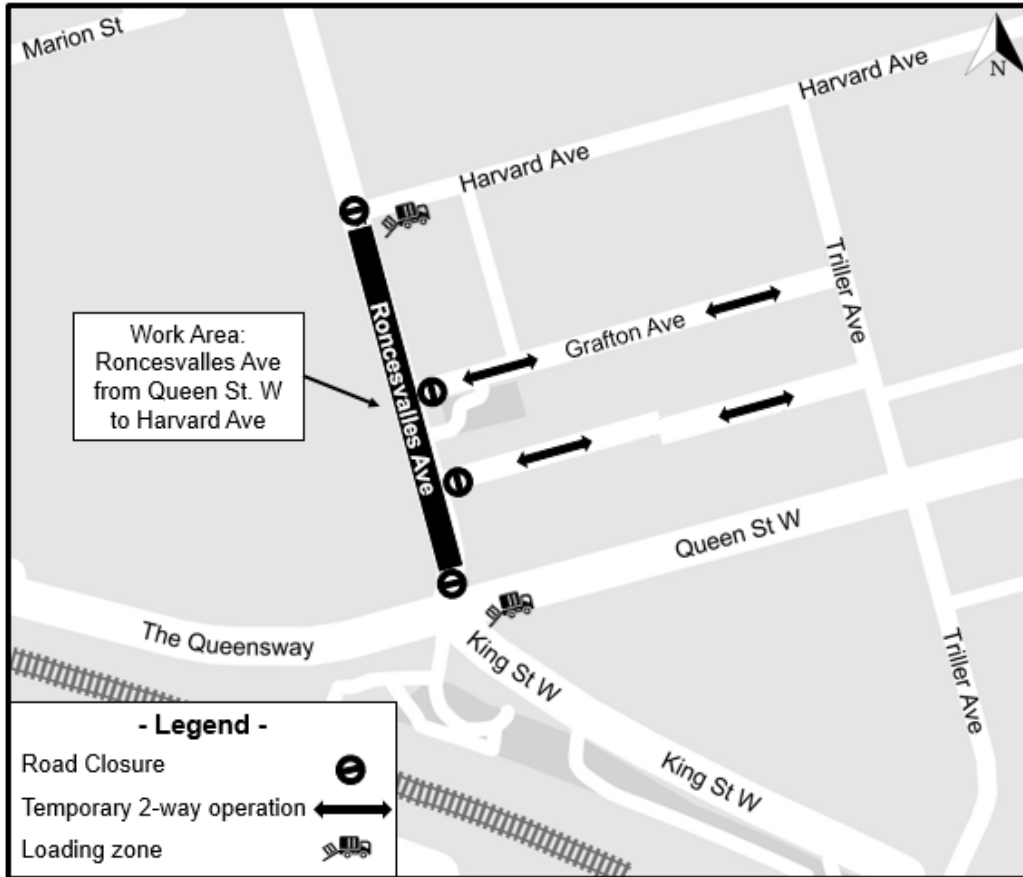 Marion St
Harvard Ave
N
Harvard Ave
Triller Ave
Roncesvalles Ave
Work Area:
Roncesvalles Ave
from Queen St. W
to Harvard Ave
Grafton Ave
Queen St W
The Queensway
King St W
Triller Ave
King St W
- Legend -
Road Closure
Temporary 2-way operation
Loading zone